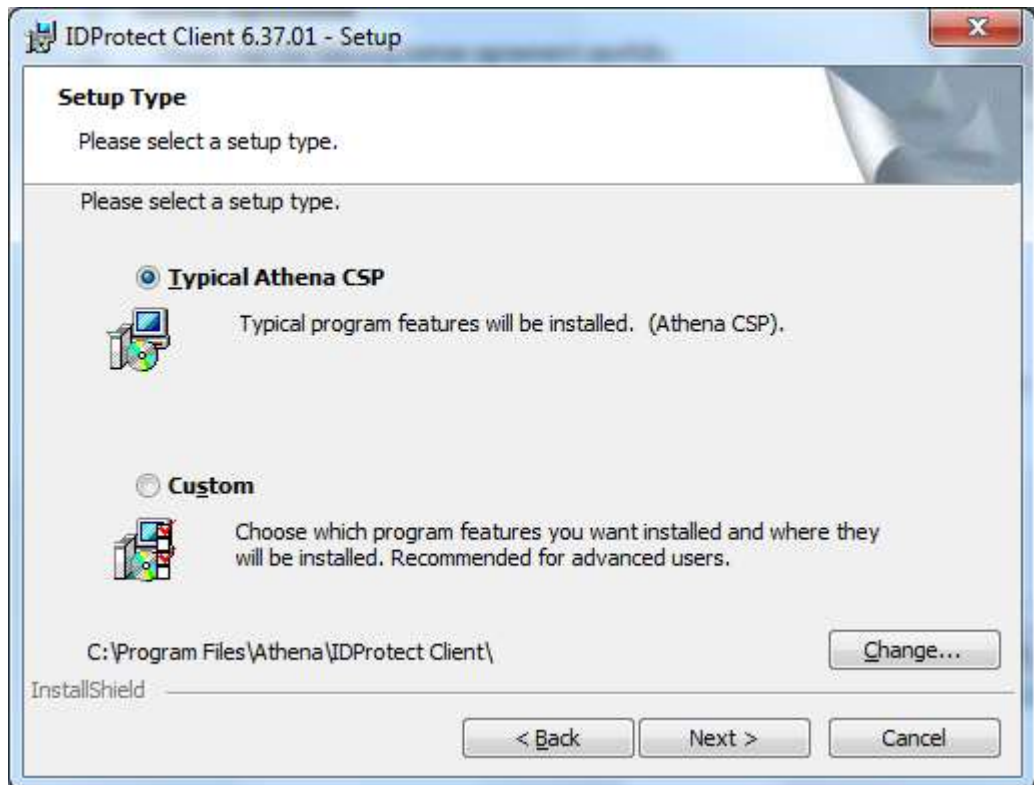 IDProtect Client 6.37.01 - Setup
Setup Type
Please select a setup type.
Please select a setup type.
Typical Athena CSP
Typical program features will be installed.  (Athena CSP).
Custom
Choose which program features you want installed and where they
will be installed. Recommended for advanced users.
C:\Program Files\Athena\IDProtect Client\
Change...
InstallShield
< Back
Next >
Cancel